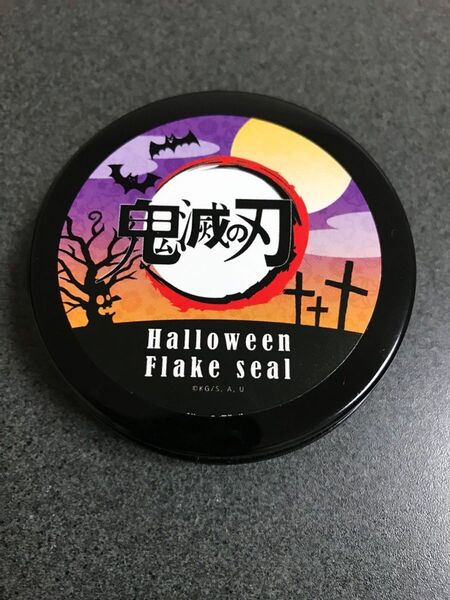 鬼滅の刃
Halloween
Flake seal
©KG/S, A, U